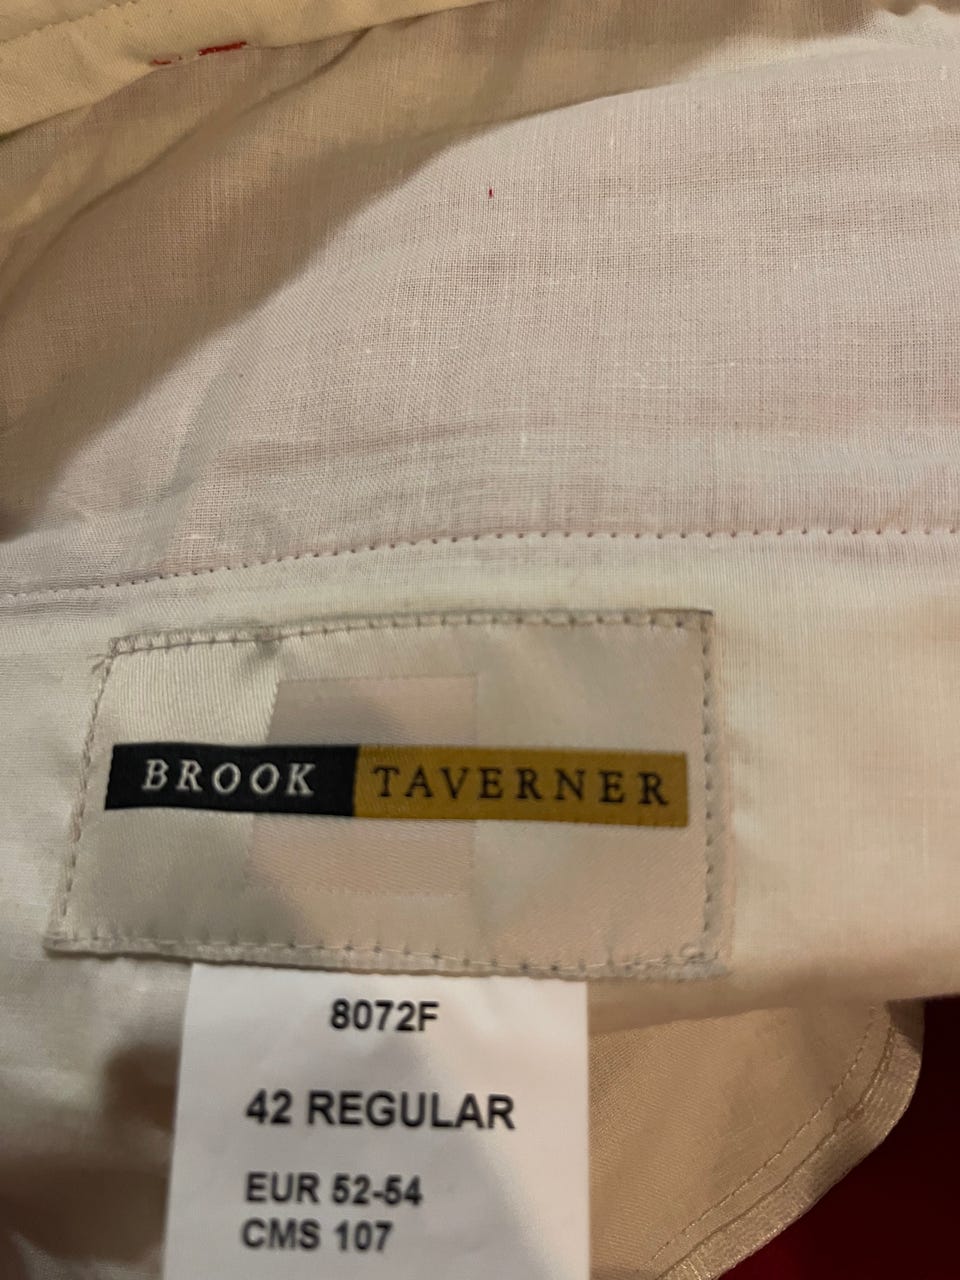 BROOK TAVERNER
8072F
42 REGULAR
EUR 52-54
CMS 107